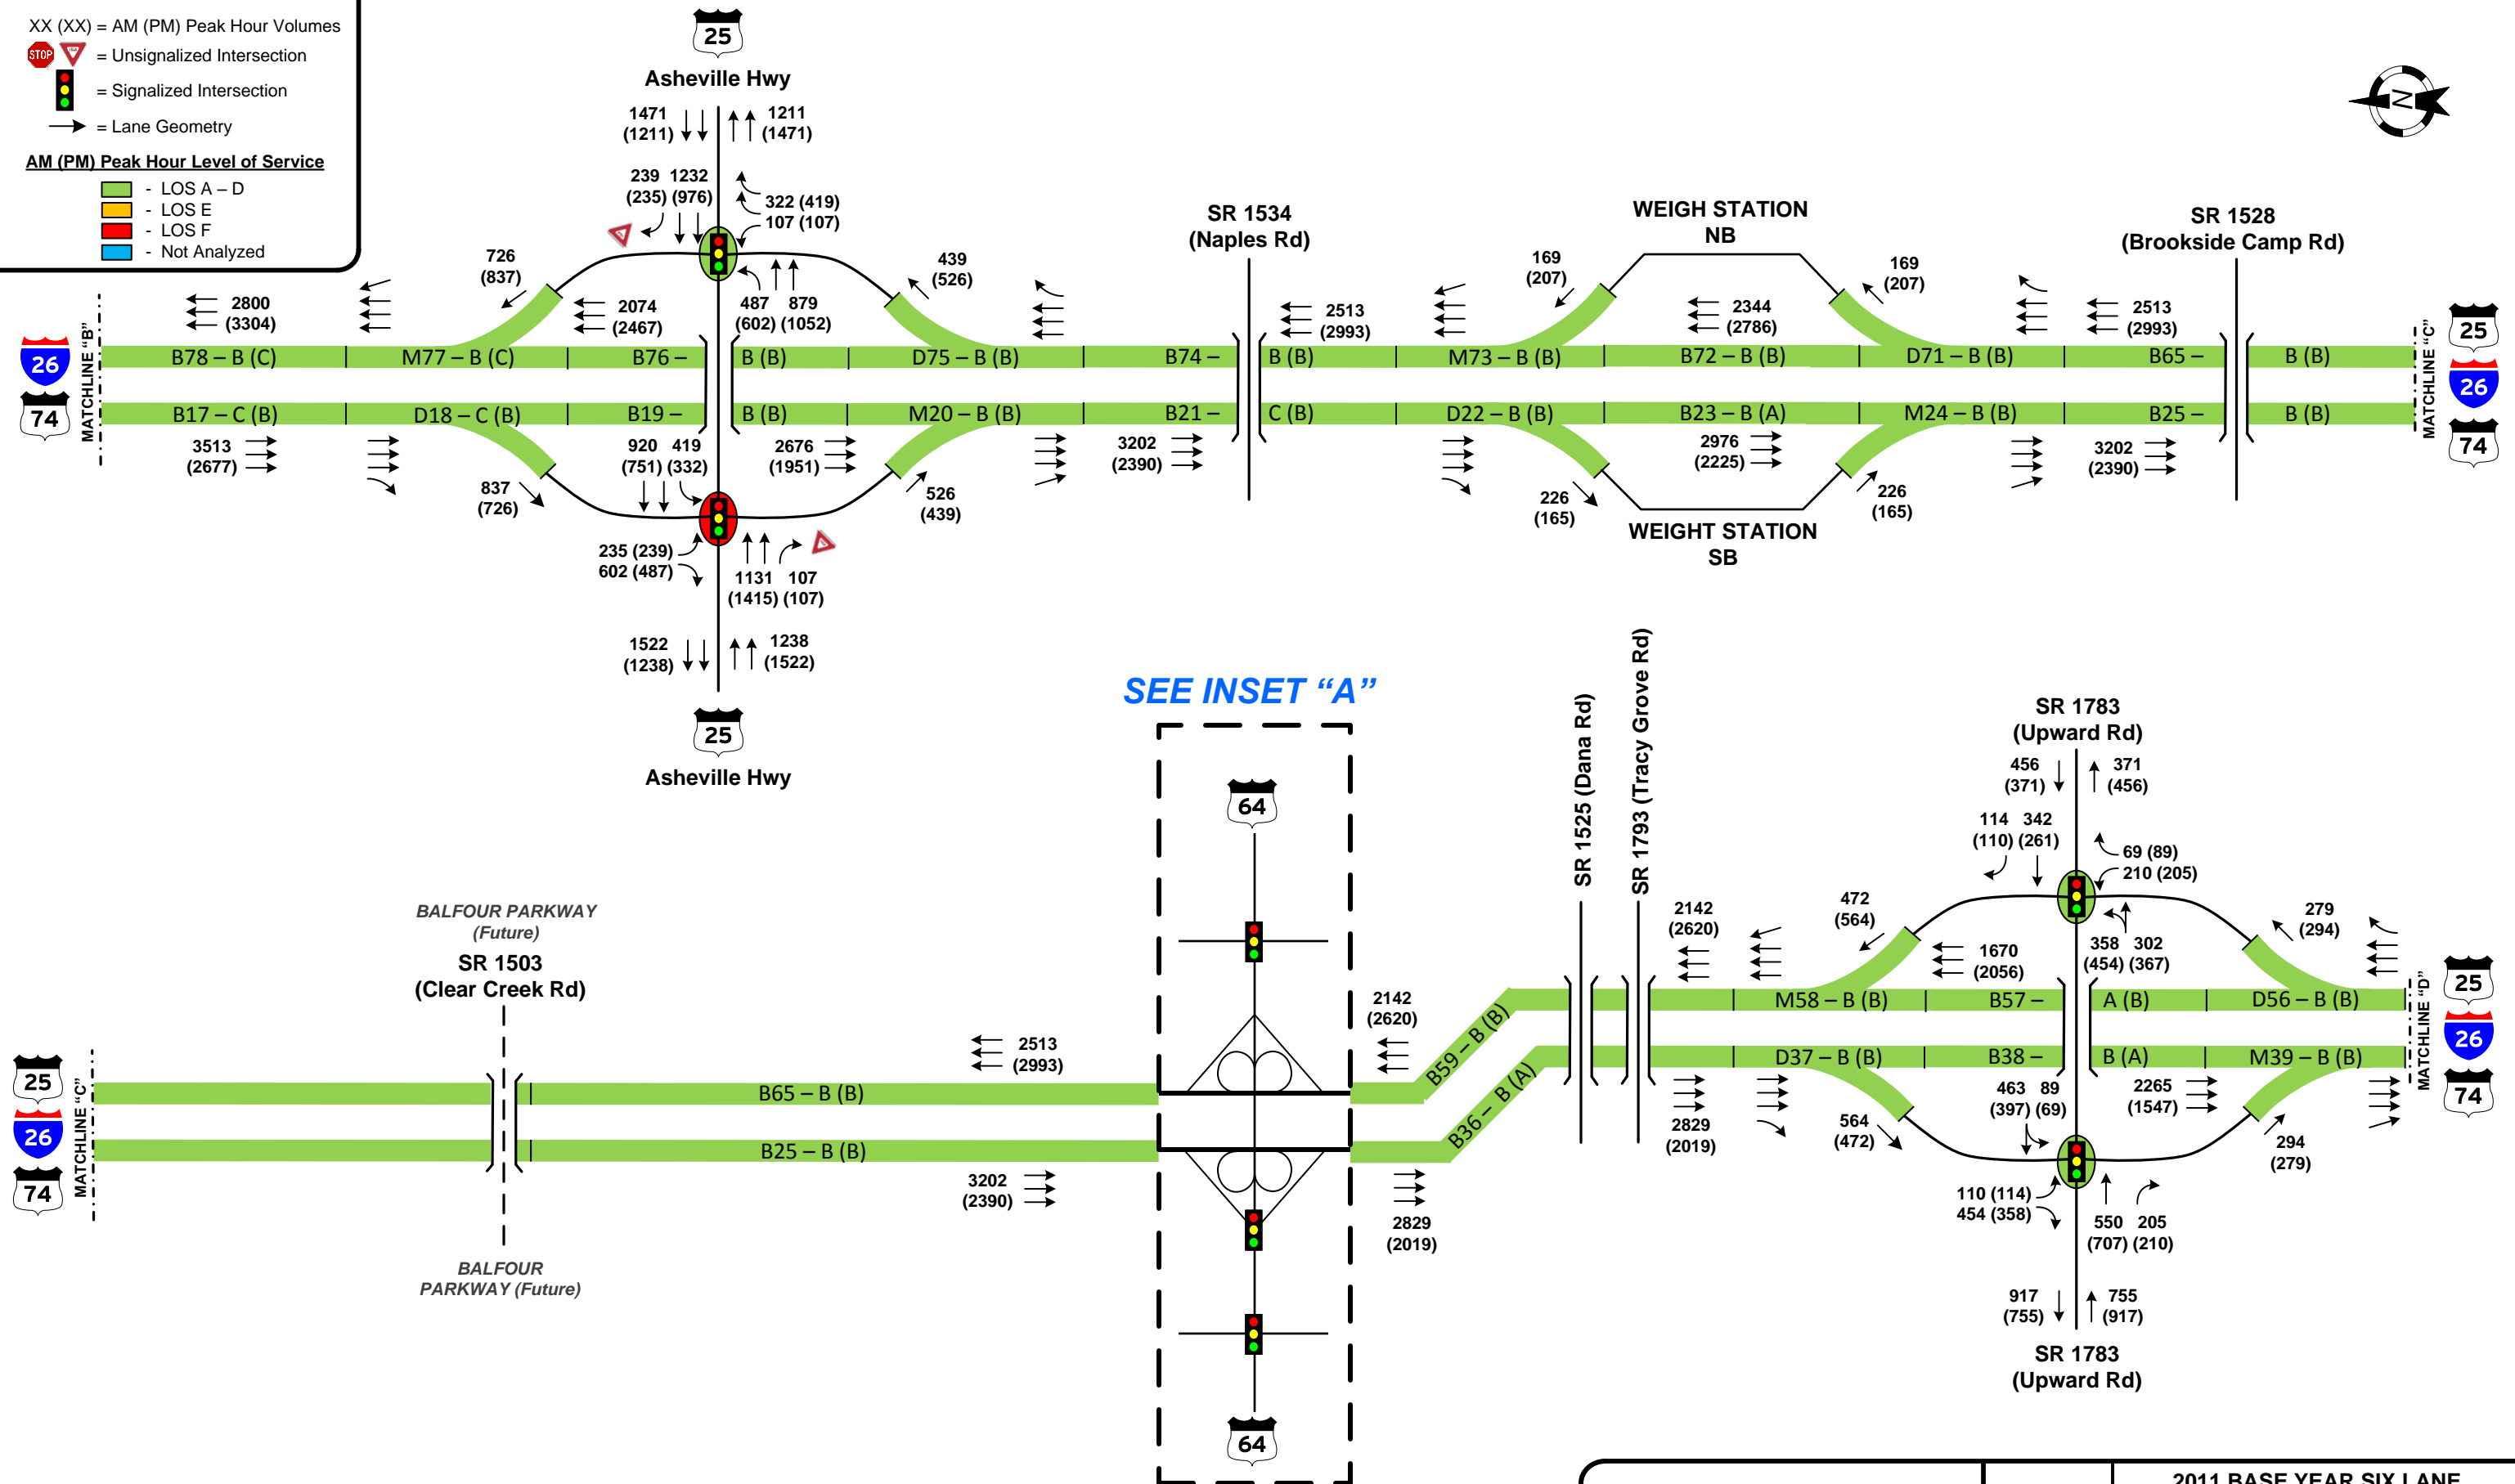 XX (XX) = AM (PM) Peak Hour Volumes
STOP = Unsignalized Intersection
= Signalized Intersection
= Lane Geometry
AM (PM) Peak Hour Level of Service
- LOS A – D
- LOS E
- LOS F
- Not Analyzed
25
Asheville Hwy
1471
(1211)
1211
(1471)
239 1232
(235) (976)
322 (419)
107 (107)
726
(837)
439
(526)
487 879
(602) (1052)
2800
(3304)
2074
(2467)
SR 1534
(Naples Rd)
2513
(2993)
WEIGH STATION
NB
169
(207)
169
(207)
2344
(2786)
SR 1528
(Brookside Camp Rd)
2513
(2993)
N
26
74
MATCHLINE “B”
B78 – B (C)
M77 – B (C)
B76 –
B (B)
D75 – B (B)
B74 –
B (B)
M73 – B (B)
B72 – B (B)
D71 – B (B)
B65 –
B (B)
B17 – C (B)
D18 – C (B)
B19 –
B (B)
M20 – B (B)
B21 –
C (B)
D22 – B (B)
B23 – B (A)
M24 – B (B)
B25 –
B (B)
MATCHLINE “C”
25
26
74
3513
(2677)
837
(726)
920 419
(751) (332)
2676
(1951)
526
(439)
3202
(2390)
226
(165)
2976
(2225)
226
(165)
3202
(2390)
WEIGHT STATION
SB
235 (239)
602 (487)
1131 107
(1415) (107)
1522
(1238)
1238
(1522)
25
Asheville Hwy
SEE INSET “A”
64
SR 1525 (Dana Rd)
SR 1793 (Tracy Grove Rd)
SR 1783
(Upward Rd)
456
(371)
371
(456)
114 342
(110) (261)
69 (89)
210 (205)
472
(564)
279
(294)
358 302
(454) (367)
1670
(2056)
2142
(2620)
2142
(2620)
BALFOUR PARKWAY
(Future)
SR 1503
(Clear Creek Rd)
2513
(2993)
25
26
74
MATCHLINE “C”
B65 – B (B)
B25 – B (B)
3202
(2390)
B59 – B (B)
B36 – B (A)
M58 – B (B)
B57 –
A (B)
D56 – B (B)
D37 – B (B)
B38 –
B (A)
M39 – B (B)
MATCHLINE “D”
25
26
74
2829
(2019)
2829
(2019)
564
(472)
463 89
(397) (69)
2265
(1547)
294
(279)
110 (114)
454 (358)
550 205
(707) (210)
917
(755)
755
(917)
SR 1783
(Upward Rd)
BALFOUR
PARKWAY (Future)
64
2011 BASE YEAR SIX LANE